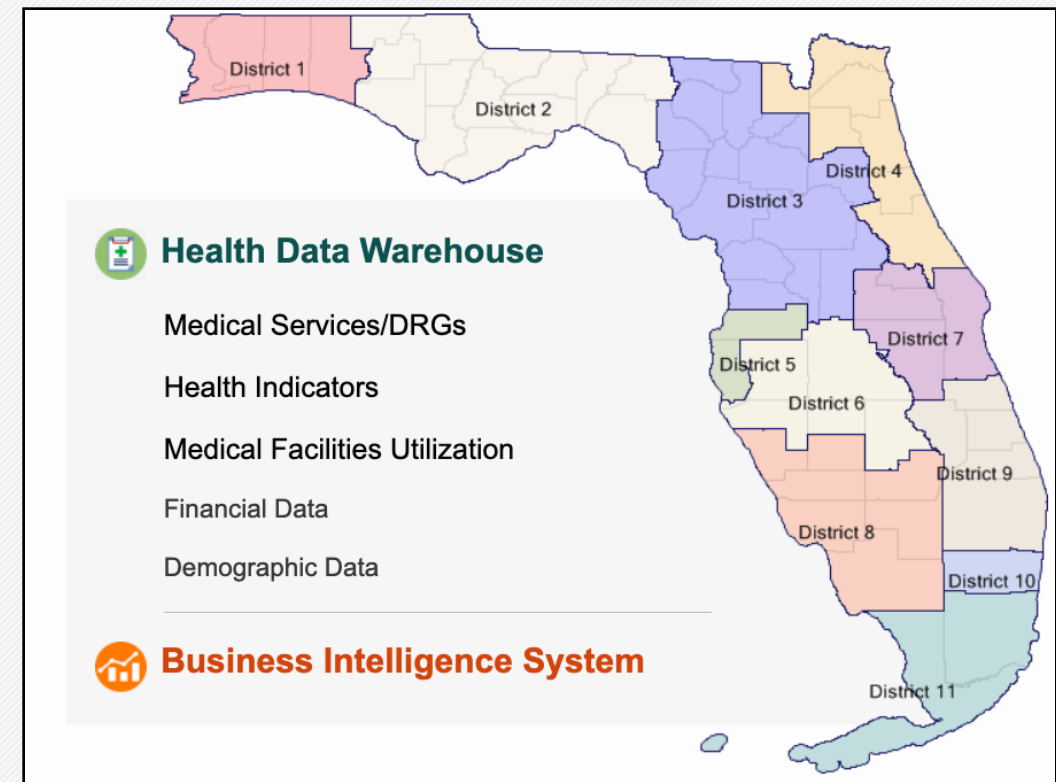 District 1
District 2
District 3
District 4
Health Data Warehouse
Medical Services/DRGs
Health Indicators
Medical Facilities Utilization
Financial Data
Demographic Data
Business Intelligence System
District 5
District 6
District 7
District 8
District 9
District 10
District 11